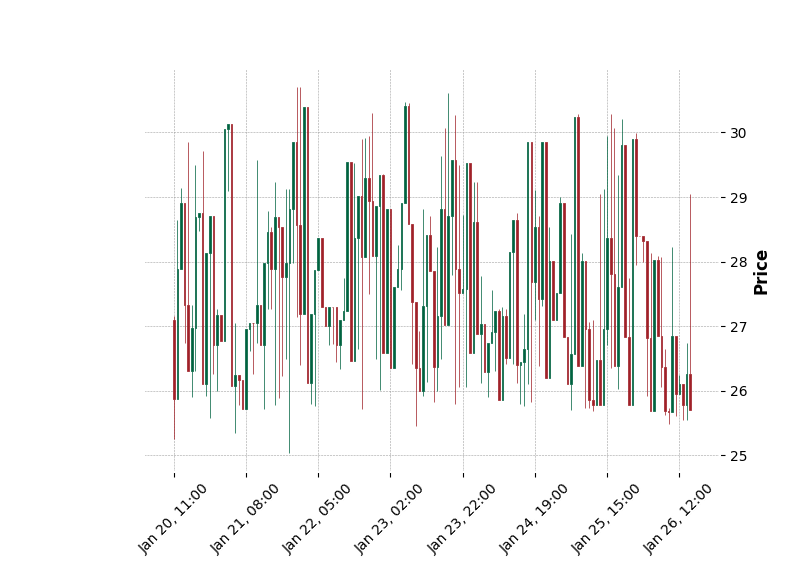 30
29
28
27
26
25
Price
Jan 20, 11:00
Jan 21, 08:00
Jan 22, 05:00
Jan 23, 02:00
Jan 23, 22:00
Jan 24, 19:00
Jan 25, 15:00
Jan 26, 12:00